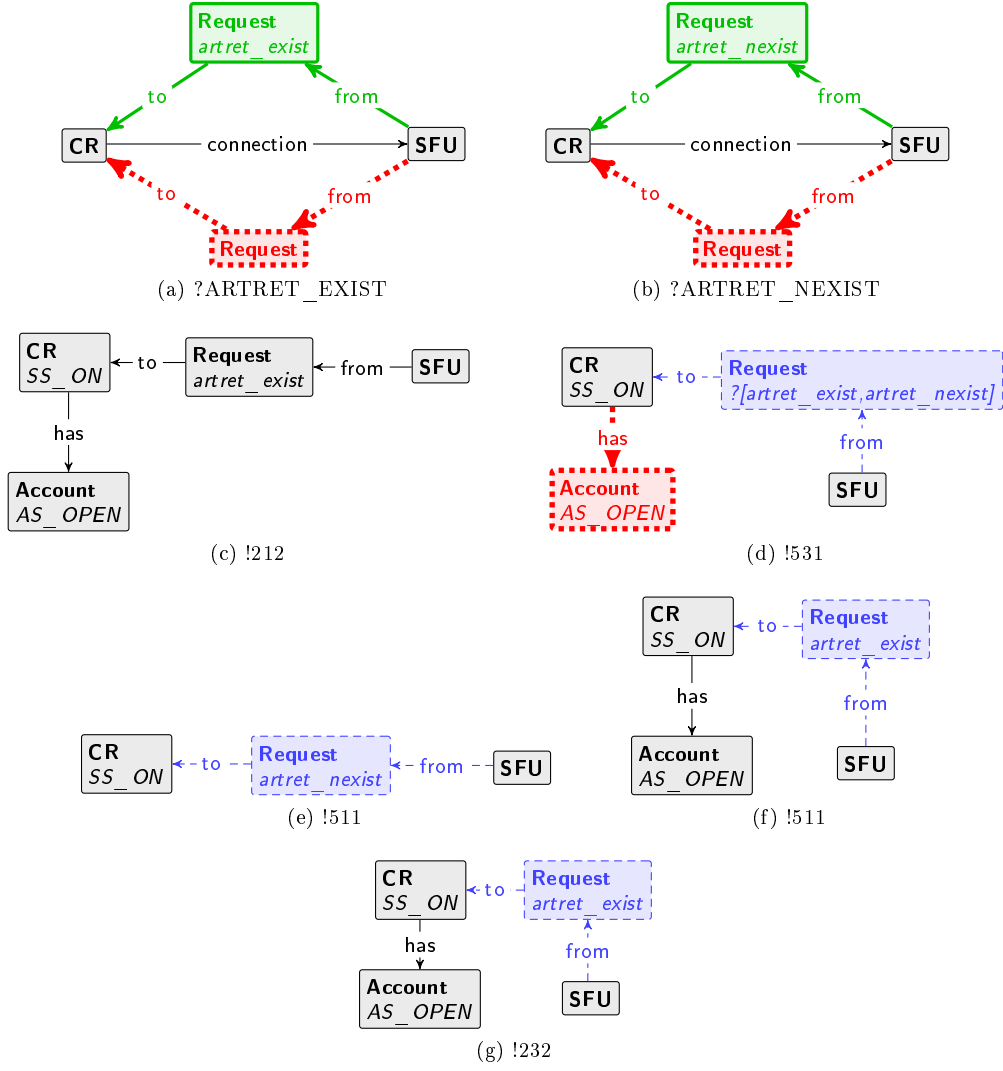 Request
artret_exist
to
from
CR
connection
SFU
to
from
Request
(a) ?ARTRET_EXIST
Request
artret_nexist
to
from
CR
connection
SFU
to
from
Request
(b) ?ARTRET_NEXIST
CR
SS_ON
to
Request
artret_exist
from
SFU
has
Account
AS_OPEN
(c) !212
CR
SS_ON
to
Request
?[artret_exist,artret_nexist]
has
from
Account
AS_OPEN
SFU
(d) !531
CR
SS_ON
to
Request
artret_nexist
from
SFU
(e) !511
CR
SS_ON
to
Request
artret_exist
has
from
Account
AS_OPEN
SFU
(f) !511
CR
SS_ON
to
Request
artret_exist
has
from
Account
AS_OPEN
SFU
(g) !232